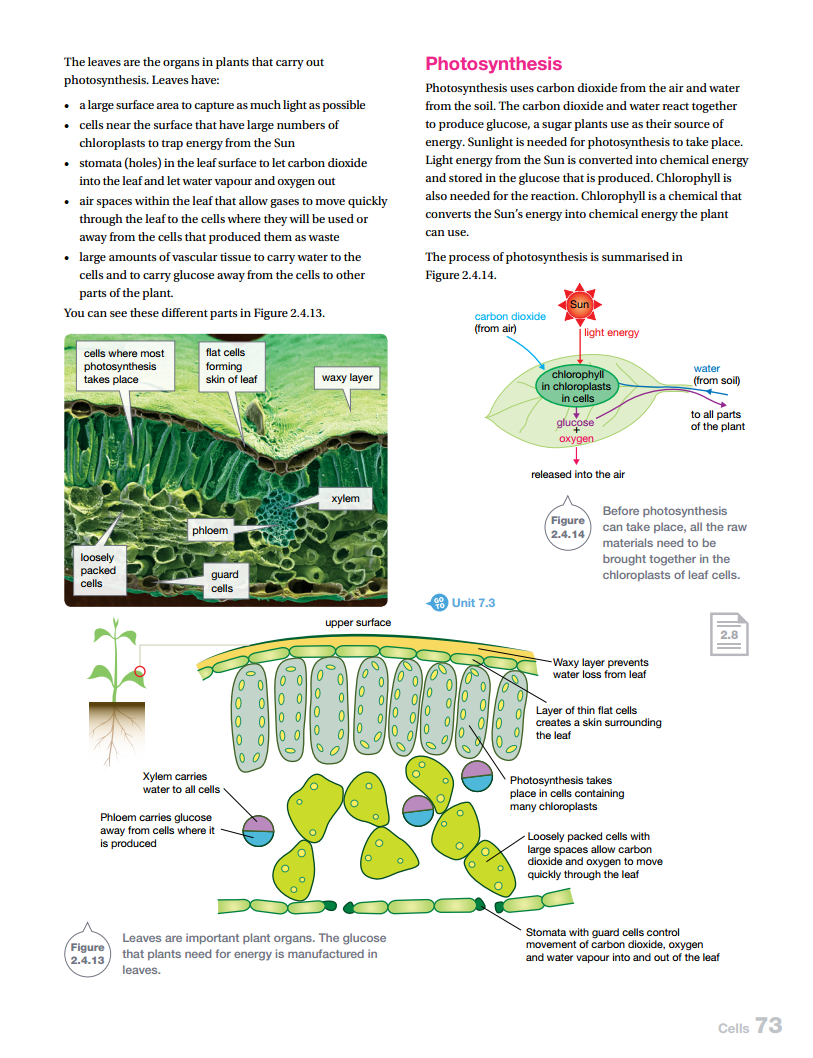 The leaves are the organs in plants that carry out
photosynthesis. Leaves have:
• a large surface area to capture as much light as possible
• cells near the surface that have large numbers of
chloroplasts to trap energy from the Sun
• stomata (holes) in the leaf surface to let carbon dioxide
into the leaf and let water vapour and oxygen out
• air spaces within the leaf that allow gases to move quickly
through the leaf to the cells where they will be used or
away from the cells that produced them as waste
• large amounts of vascular tissue to carry water to the
cells and to carry glucose away from the cells to other
parts of the plant.
You can see these different parts in Figure 2.4.13.
cells where most
photosynthesis
takes place
flat cells
forming
skin of leaf
waxy layer
xylem
phloem
loosely
packed
cells
guard
cells
Photosynthesis
Photosynthesis uses carbon dioxide from the air and water
from the soil. The carbon dioxide and water react together
to produce glucose, a sugar plants use as their source of
energy. Sunlight is needed for photosynthesis to take place.
Light energy from the Sun is converted into chemical energy
and stored in the glucose that is produced. Chlorophyll is
also needed for the reaction. Chlorophyll is a chemical that
converts the Sun's energy into chemical energy the plant
can use.
The process of photosynthesis is summarised in
Figure 2.4.14.
Sun
carbon dioxide
(from air)
light energy
chlorophyll
in chloroplasts
in cells
water
(from soil)
glucose
+
oxygen
to all parts
of the plant
released into the air
Figure
2.4.14
Before photosynthesis
can take place, all the raw
materials need to be
brought together in the
chloroplasts of leaf cells.
GO
TO
Unit 7.3
2.8
upper surface
Waxy layer prevents
water loss from leaf
Layer of thin flat cells
creates a skin surrounding
the leaf
Xylem carries
water to all cells
Photosynthesis takes
place in cells containing
many chloroplasts
Phloem carries glucose
away from cells where it
is produced
Loosely packed cells with
large spaces allow carbon
dioxide and oxygen to move
quickly through the leaf
Stomata with guard cells control
movement of carbon dioxide, oxygen
and water vapour into and out of the leaf
Figure
2.4.13
Leaves are important plant organs. The glucose
that plants need for energy is manufactured in
leaves.
Cells 73